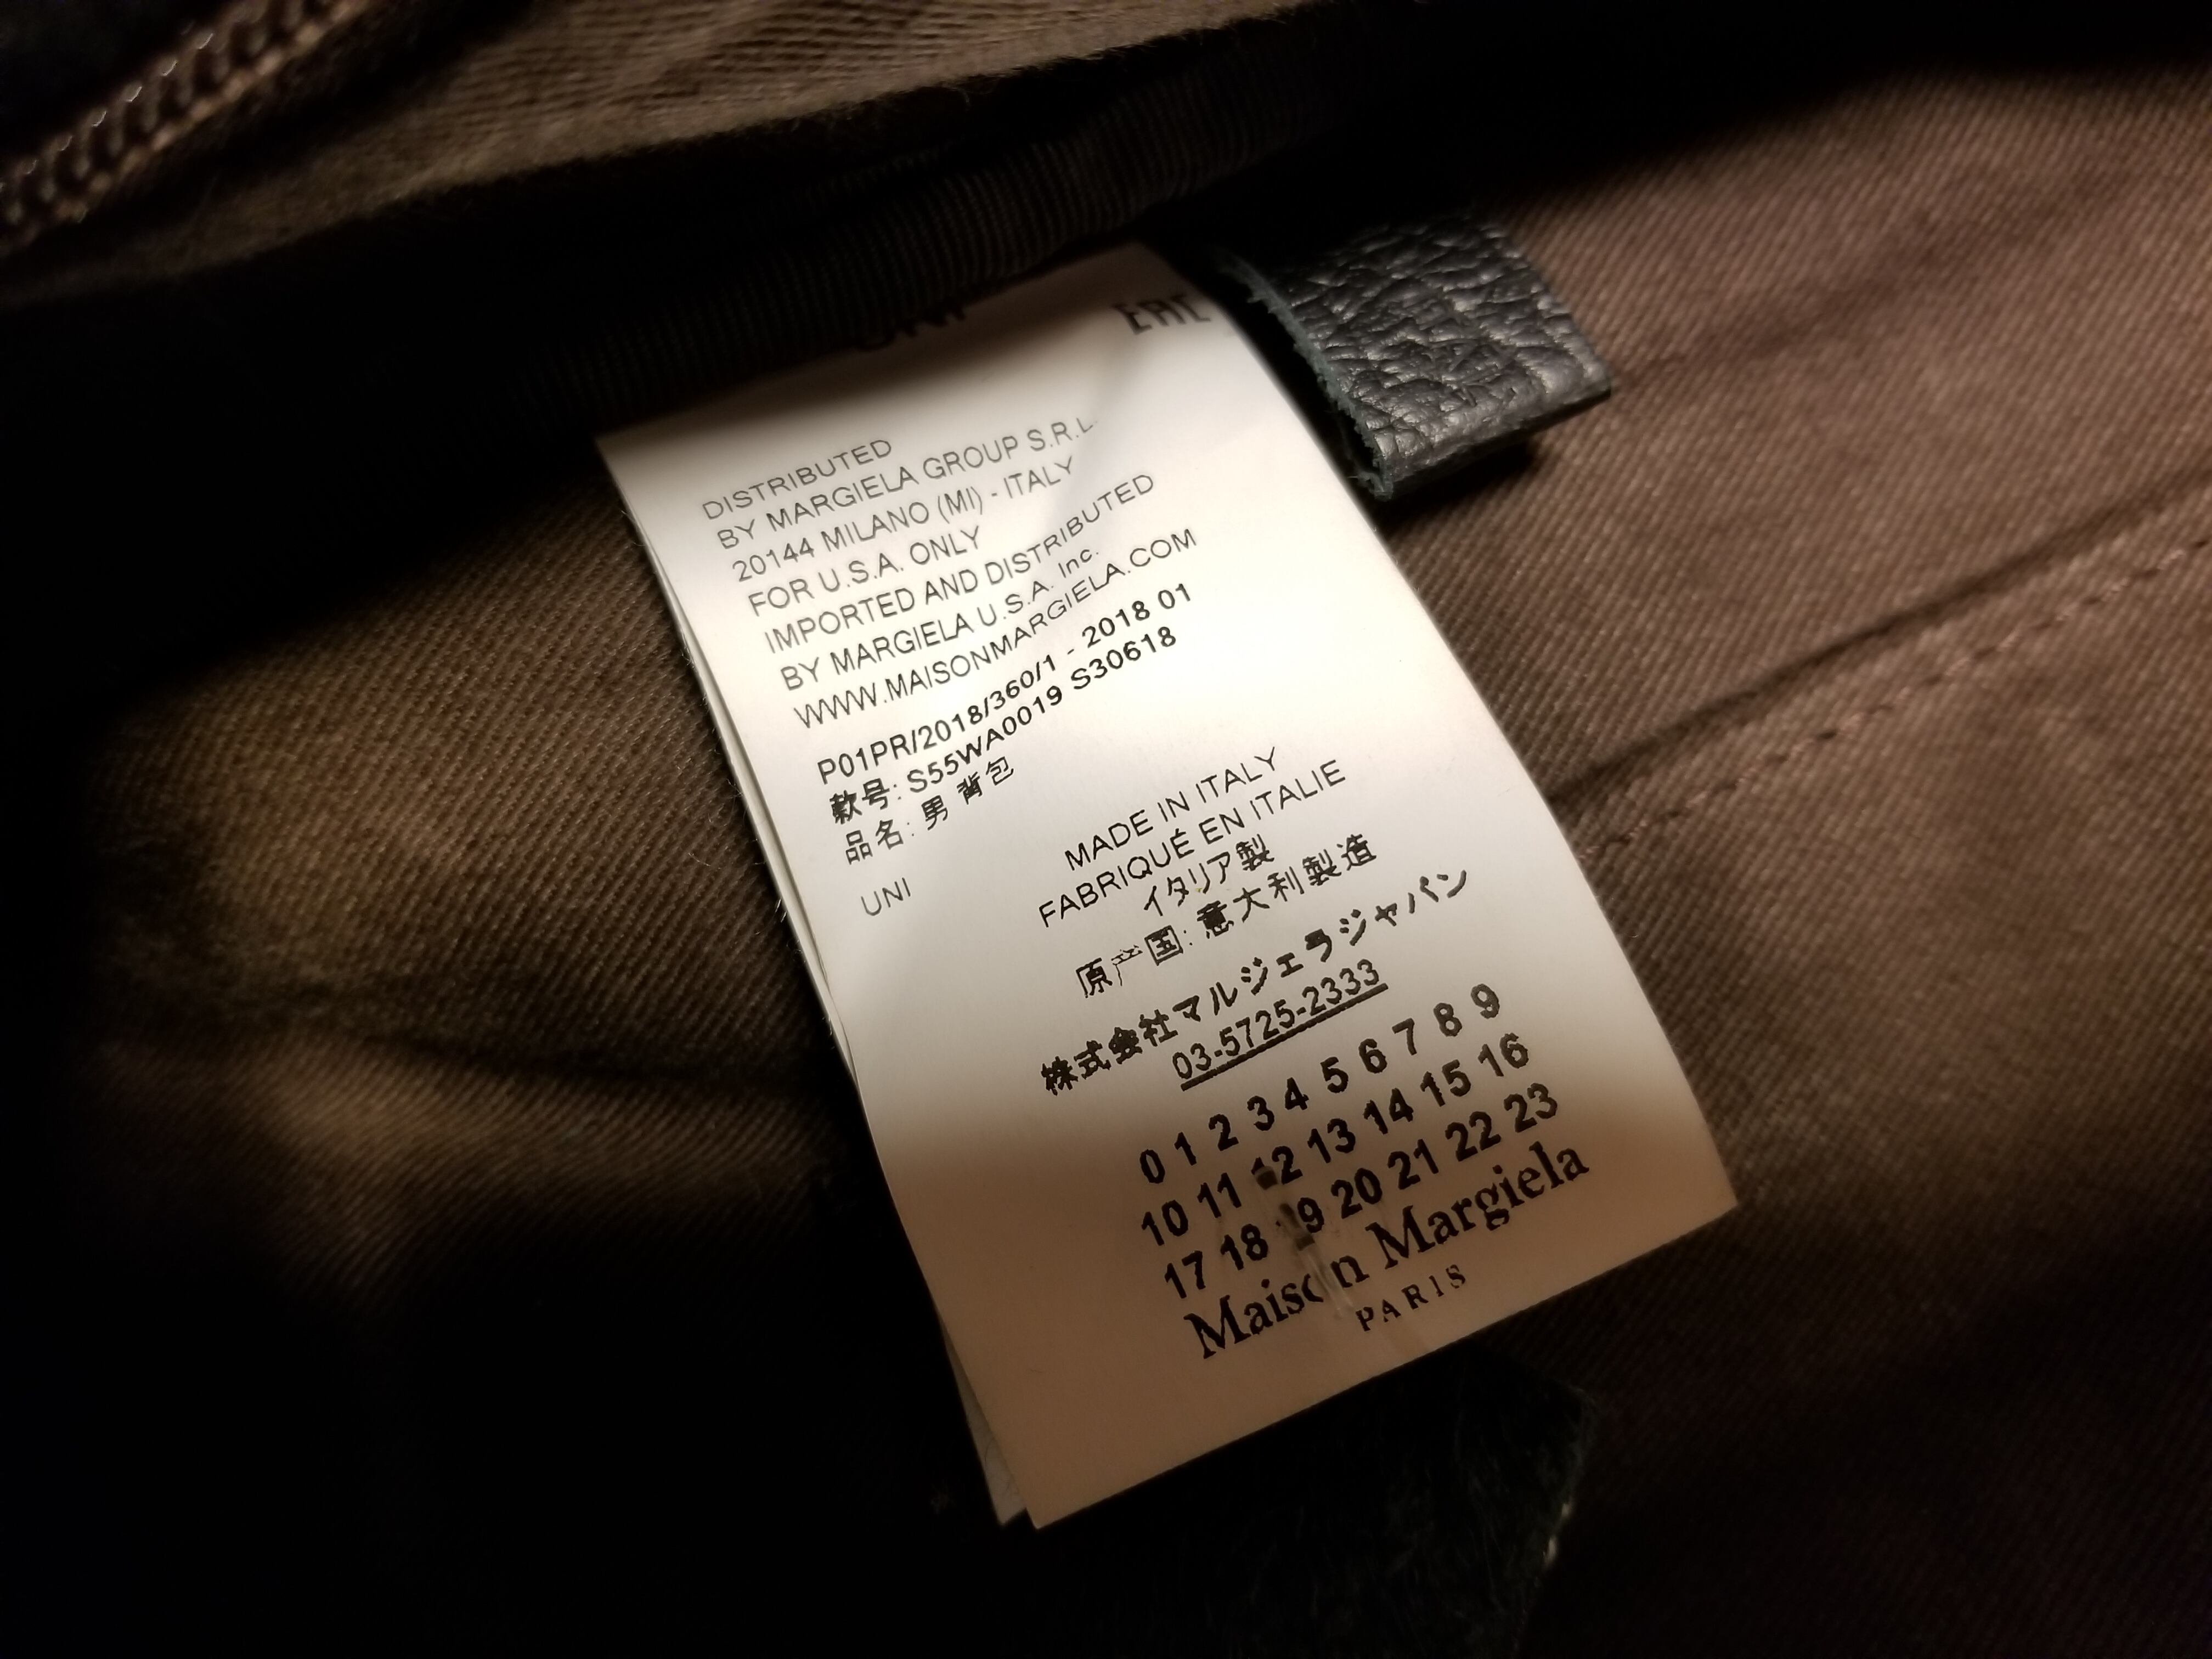 UNI
EAC
DISTRIBUTED
BY MARGIELA GROUP S.R.L.
20144 MILANO (MI) - ITALY
FOR U.S.A. ONLY
IMPORTED AND DISTRIBUTED
BY MARGIELA U.S.A. Inc.
WWW.MAISONMARGIELA.COM
P01PR/2018/360/1 - 2018 01
款号: S55WA0019 S30618
品名: 男 背包
UNI
MADE IN ITALY
FABRIQUÉ EN ITALIE
イタリア製
原产国: 意大利製造
株式会社マルジェラジャパン
03-5725-2333
0 1 2 3 4 5 6 7 8 9
10 11 12 13 14 15 16
17 18 19 20 21 22 23
Maison Margiela
PARIS